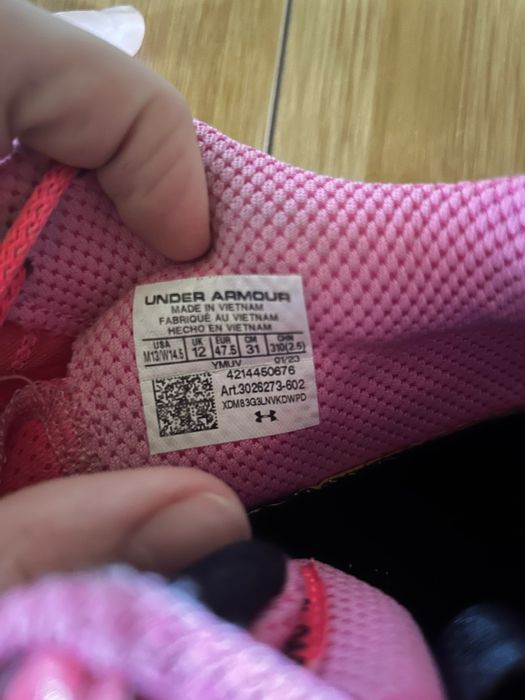 UNDER ARMOUR
MADE IN VIETNAM
FABRIQUÉ AU VIETNAM
HECHO EN VIETNAM
USA UK EUR CM CHN
M13/W14.5 12 47.5 31 310(2.5)
YMUV 01/23
4214450676
Art.3026273-602
XDM83G3LNVKDWPD